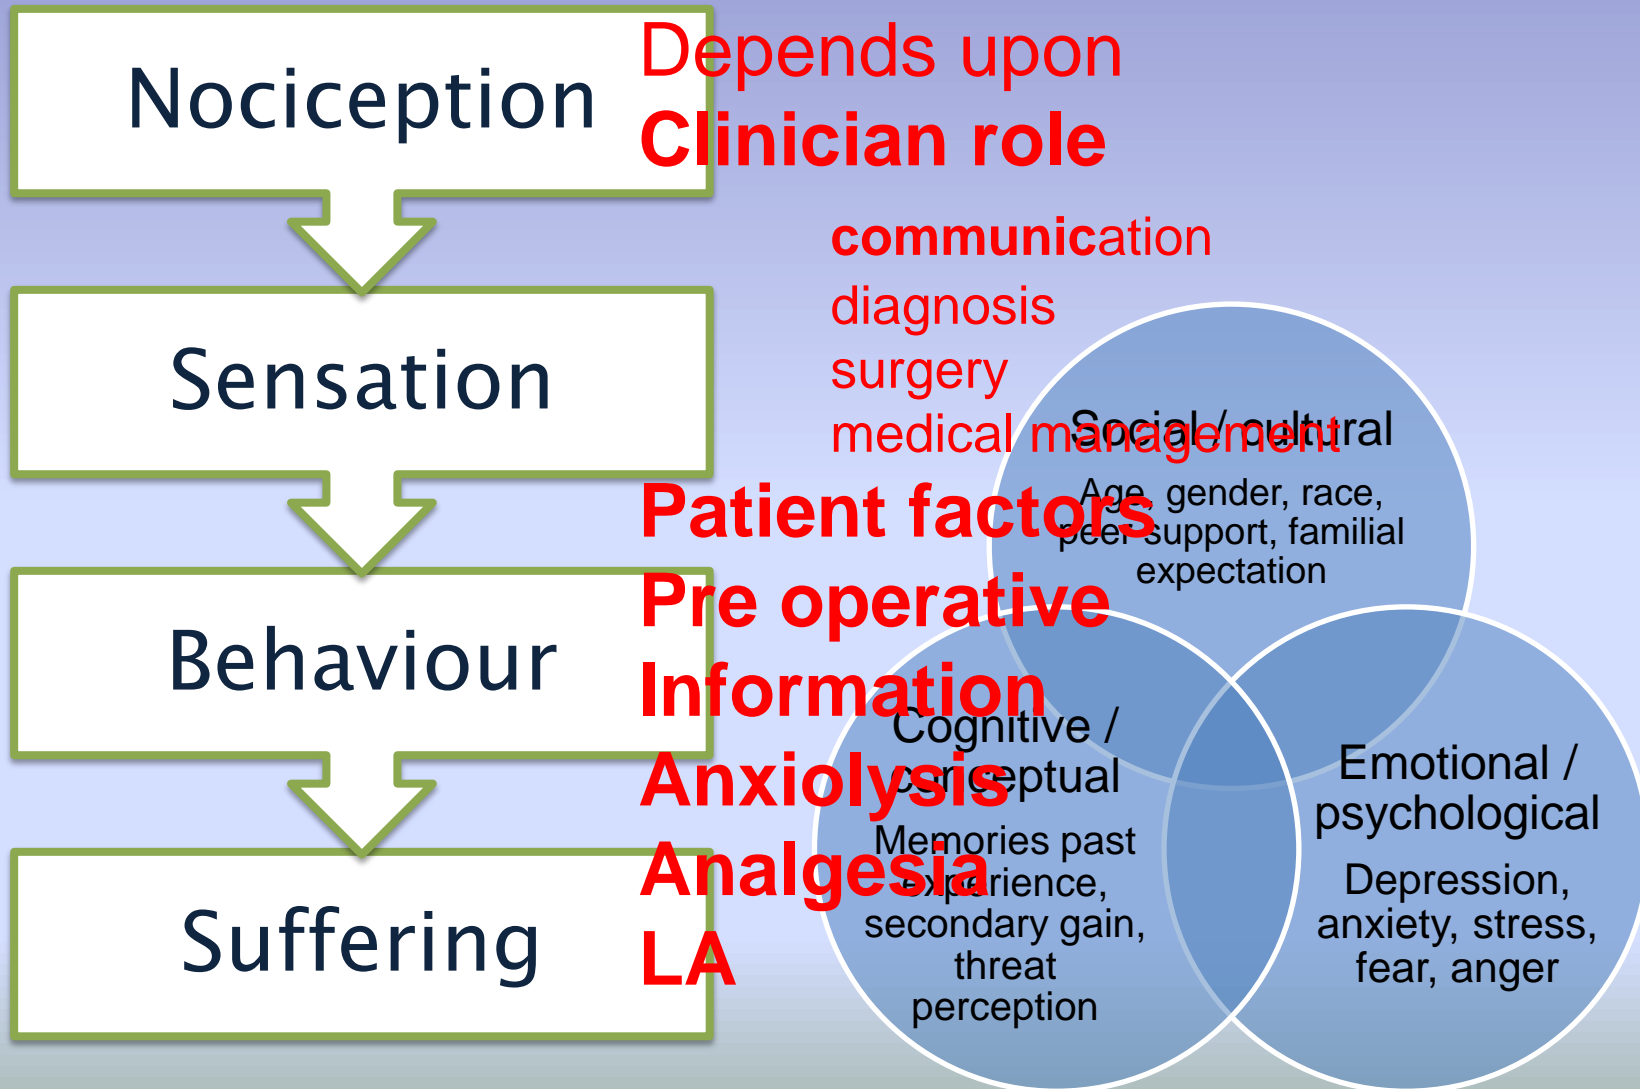 Nociception
Sensation
Behaviour
Suffering
Depends upon
Clinician role
communication
diagnosis
surgery
medical management
Patient factors
Pre operative
Information
Anxiolysis
Analgesia
LA
Social / cultural
Age, gender, race,
peer support, familial
expectation
Cognitive /
conceptual
Memories past
experience,
secondary gain,
threat
perception
Emotional /
psychological
Depression,
anxiety, stress,
fear, anger